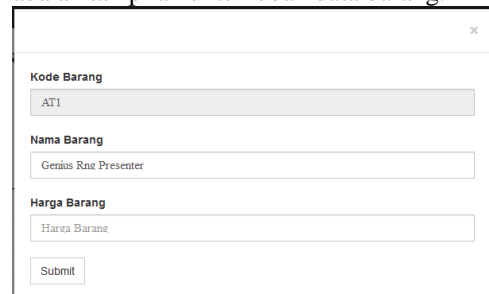 ×
Kode Barang
AT1
Nama Barang
Genius Rng Presenter
Harga Barang
Harga Barang
Submit